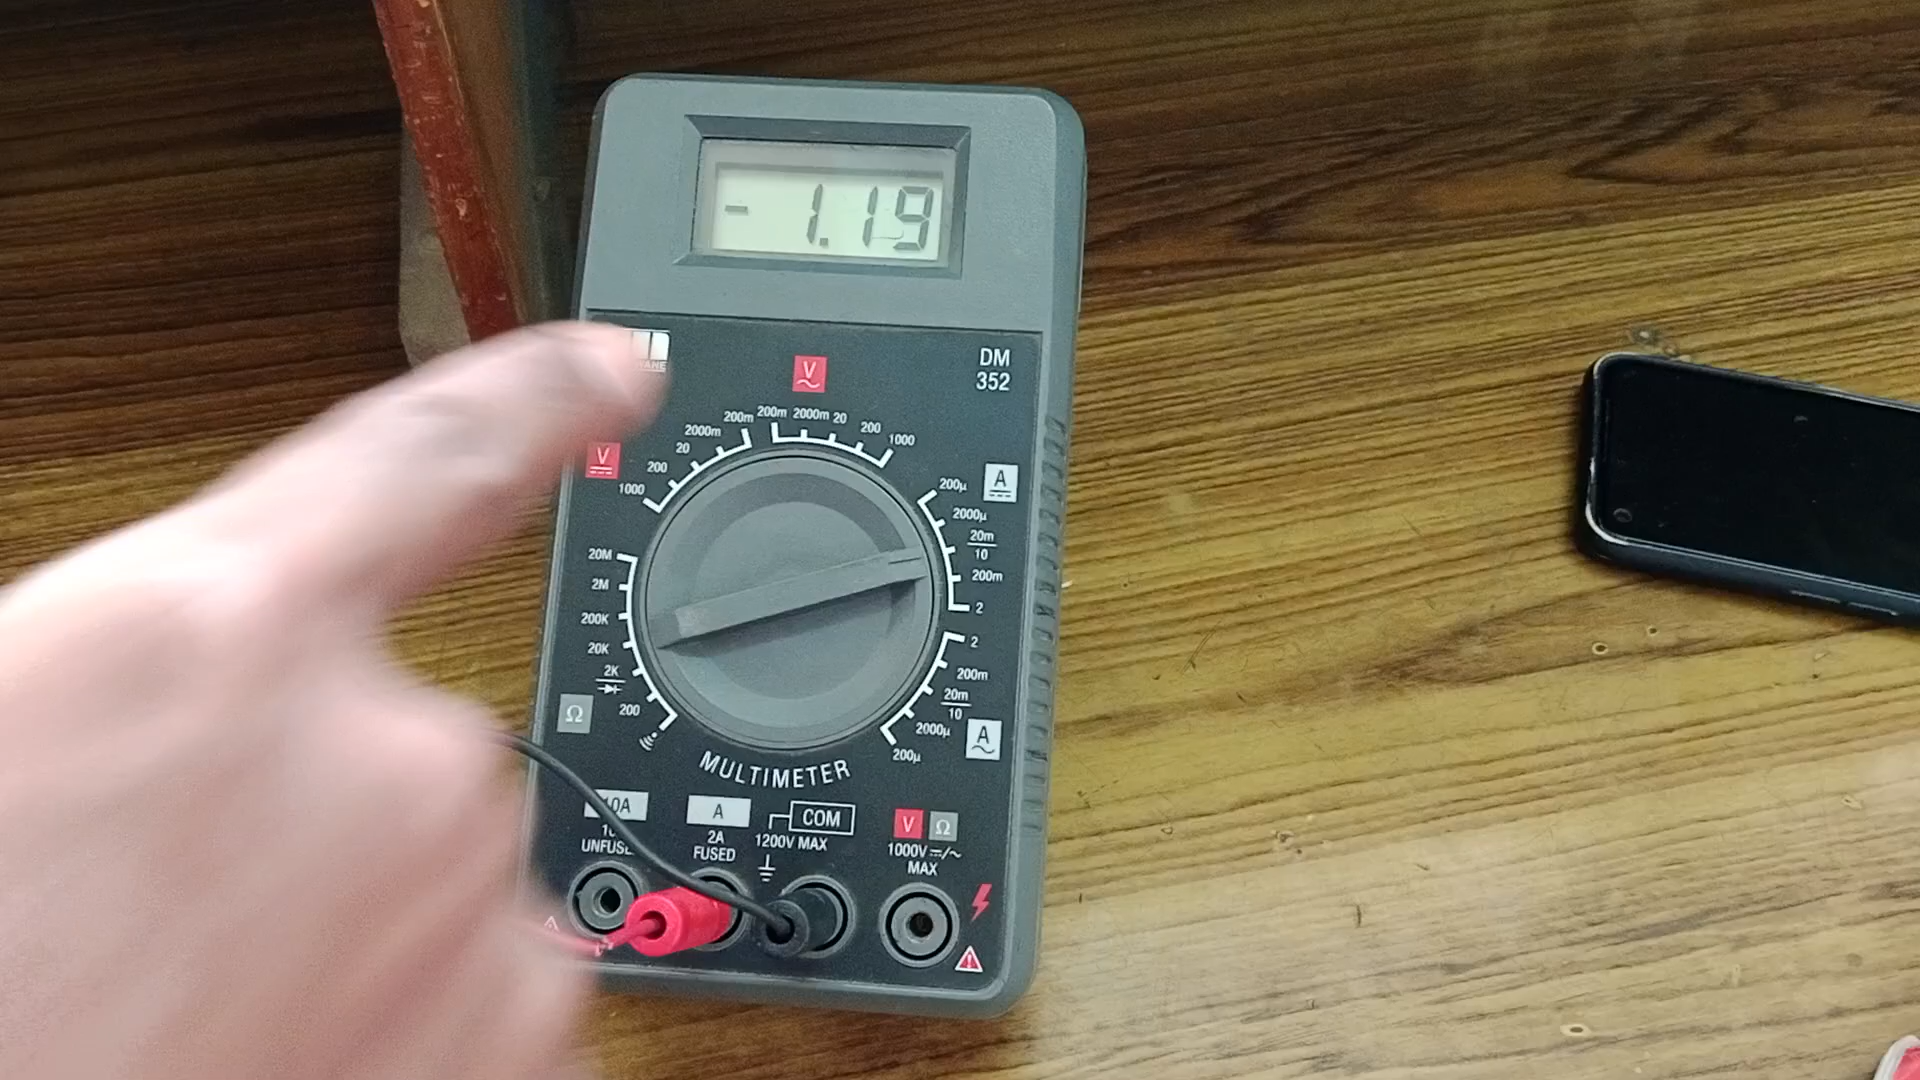 - 1.19
DM
352
V
200m 2000m 20 200 1000
V
1000 200 20 2000m 200m
A
200µ
2000µ
20m
10
200m
2
20M
2M
200K
20K
2K
200
Ω
2
200m
20m
10
2000µ
200µ
A
MULTIMETER
A
2A
FUSED
COM
1200V MAX
V Ω
1000V ⎓/~
MAX